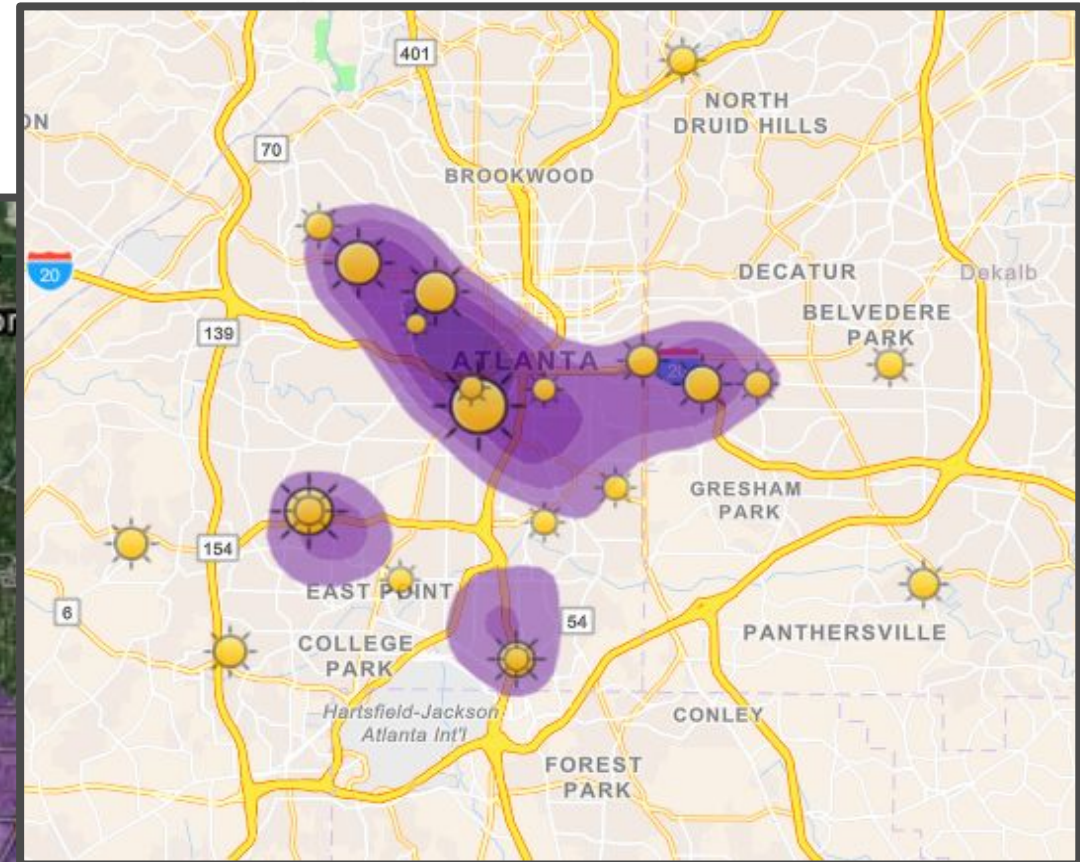 401
NORTH
DRUID HILLS
ON
70
BROOKWOOD
20
DECATUR
Dekalb
BELVEDERE
PARK
139
ATLANTA
GRESHAM
PARK
154
EAST POINT
6
54
COLLEGE
PARK
PANTHERSVILLE
Hartsfield-Jackson
Atlanta Int'l
CONLEY
FOREST
PARK